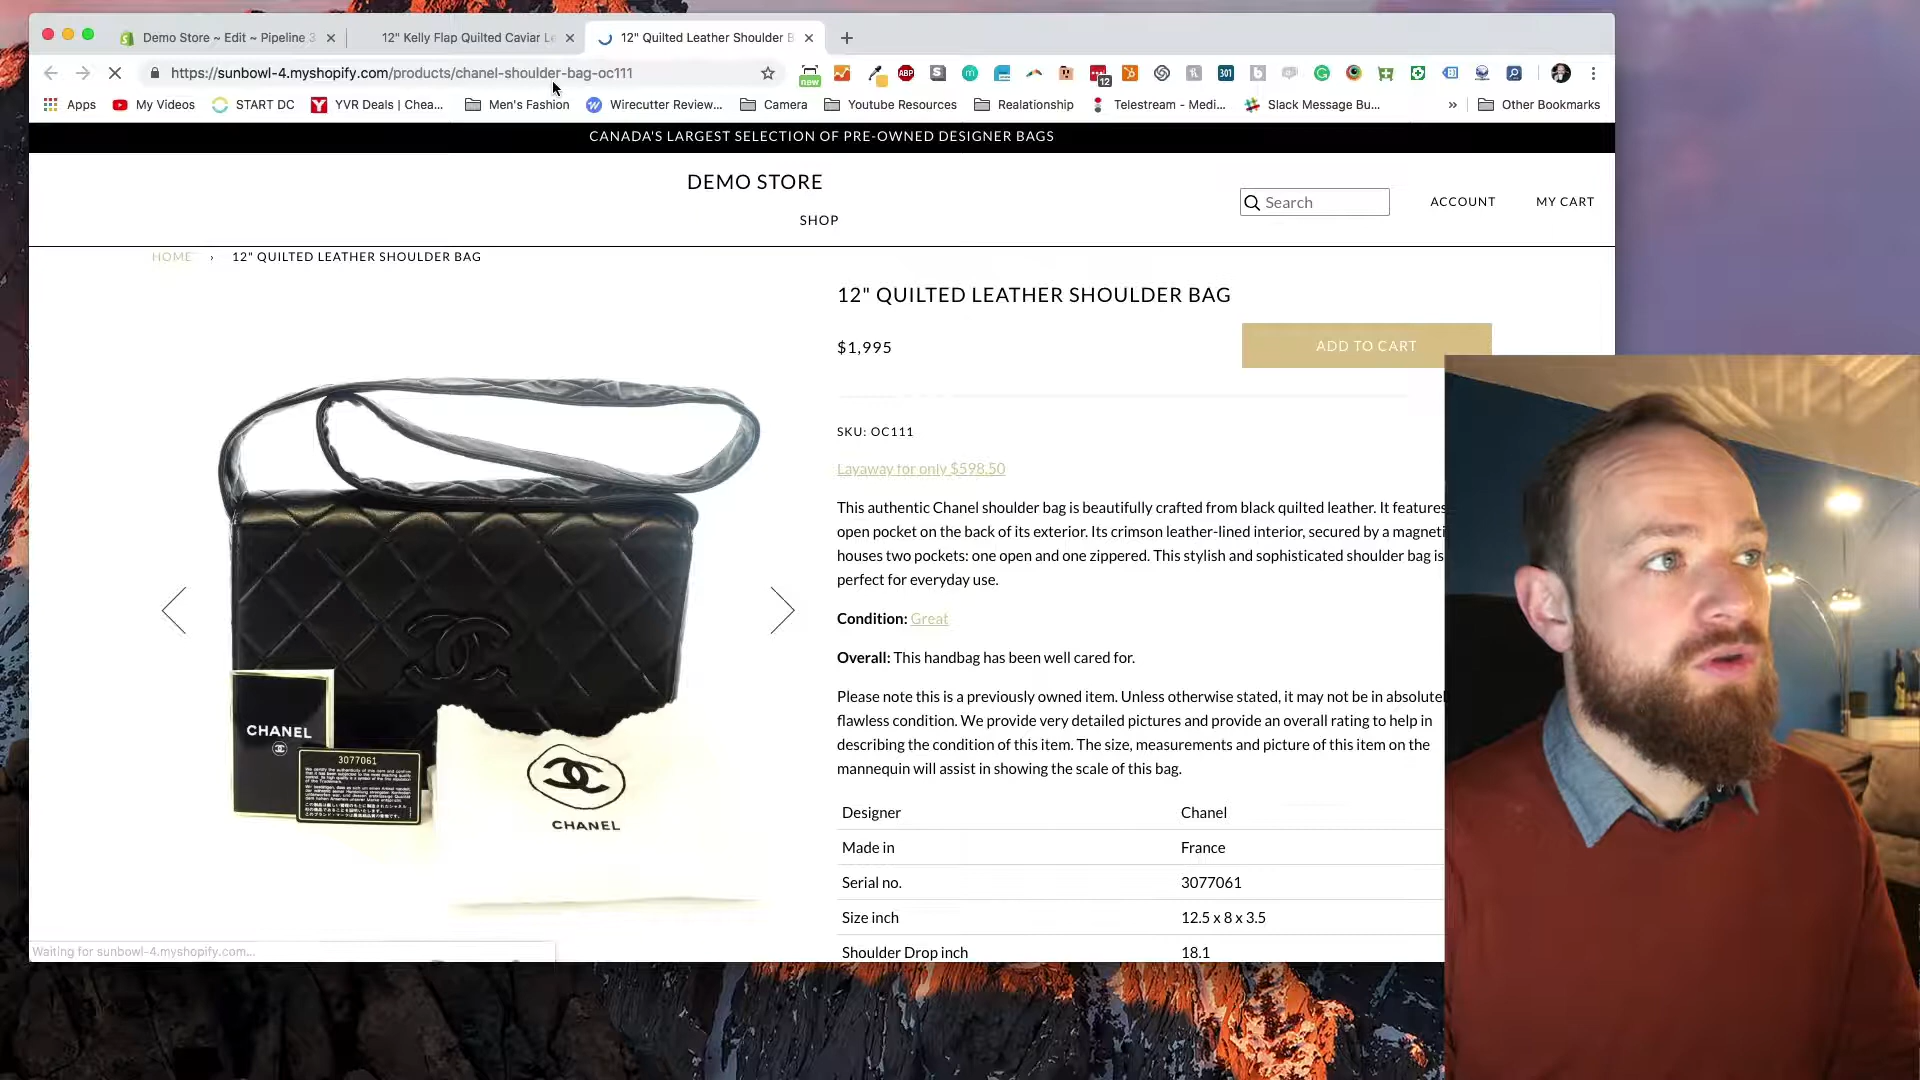 Demo Store ~ Edit ~ Pipeline 3
12" Kelly Flap Quilted Caviar Le
12" Quilted Leather Shoulder B
https://sunbowl-4.myshopify.com/products/chanel-shoulder-bag-oc111
new
ABP
12
301
Apps
My Videos
START DC
YVR Deals | Chea...
Men's Fashion
Wirecutter Review...
Camera
Youtube Resources
Realationship
Telestream - Medi...
Slack Message Bu...
»
Other Bookmarks
CANADA'S LARGEST SELECTION OF PRE-OWNED DESIGNER BAGS
DEMO STORE
Search
ACCOUNT
MY CART
SHOP
HOME › 12" QUILTED LEATHER SHOULDER BAG
12" QUILTED LEATHER SHOULDER BAG
$1,995
ADD TO CART
SKU: OC111
Layaway for only $598.50
This authentic Chanel shoulder bag is beautifully crafted from black quilted leather. It features
open pocket on the back of its exterior. Its crimson leather-lined interior, secured by a magneti
houses two pockets: one open and one zippered. This stylish and sophisticated shoulder bag is
perfect for everyday use.
Condition: Great
Overall: This handbag has been well cared for.
Please note this is a previously owned item. Unless otherwise stated, it may not be in absolutel
flawless condition. We provide very detailed pictures and provide an overall rating to help in
describing the condition of this item. The size, measurements and picture of this item on the
mannequin will assist in showing the scale of this bag.
Designer Chanel
Made in France
Serial no. 3077061
Size inch 12.5 x 8 x 3.5
Shoulder Drop inch 18.1
CHANEL
3077061
CHANEL
Waiting for sunbowl-4.myshopify.com...